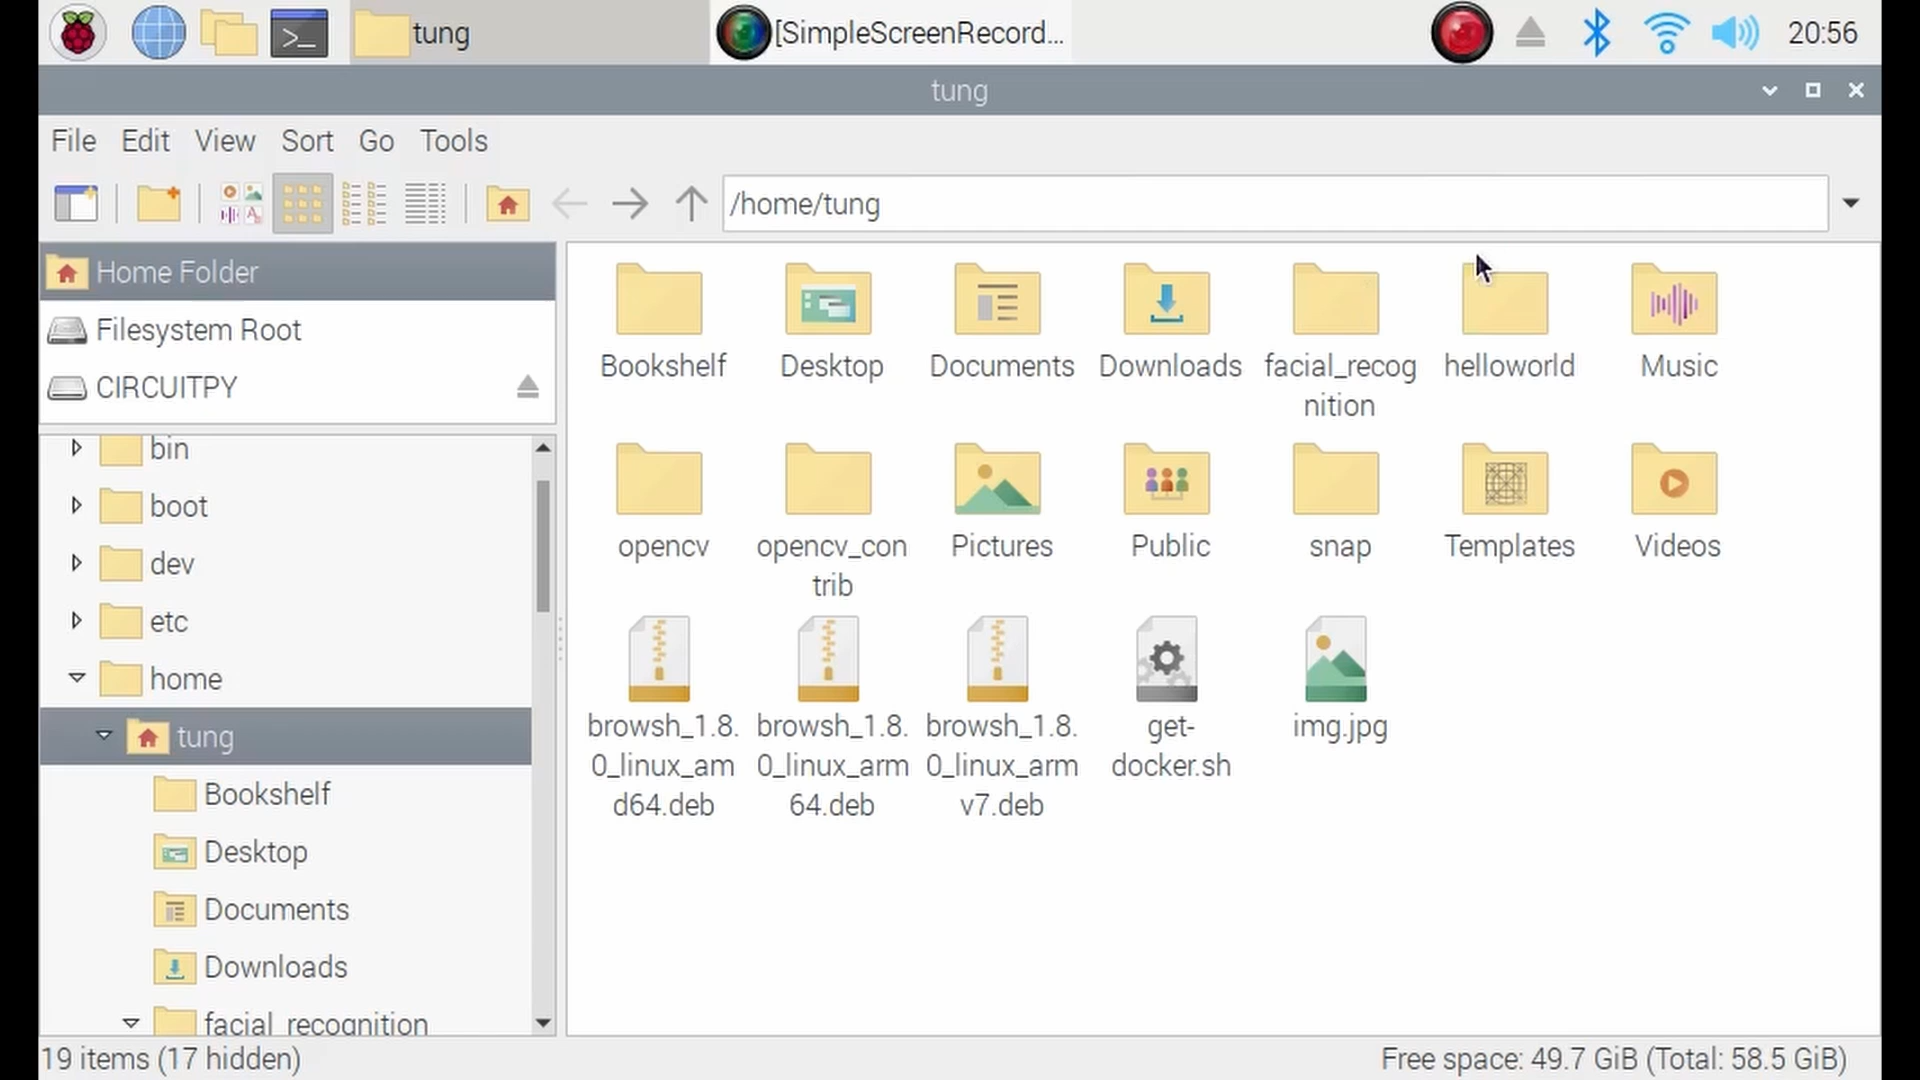 tung
[SimpleScreenRecord...
20:56
tung
File Edit View Sort Go Tools
/home/tung
Home Folder
Filesystem Root
CIRCUITPY
bin
boot
dev
etc
home
tung
Bookshelf
Desktop
Documents
Downloads
facial_recognition
Bookshelf
Desktop
Documents
Downloads
facial_recog
nition
helloworld
Music
opencv
opencv_con
trib
Pictures
Public
snap
Templates
Videos
browsh_1.8.
0_linux_am
d64.deb
browsh_1.8.
0_linux_arm
64.deb
browsh_1.8.
0_linux_arm
v7.deb
get-
docker.sh
img.jpg
19 items (17 hidden)
Free space: 49.7 GiB (Total: 58.5 GiB)